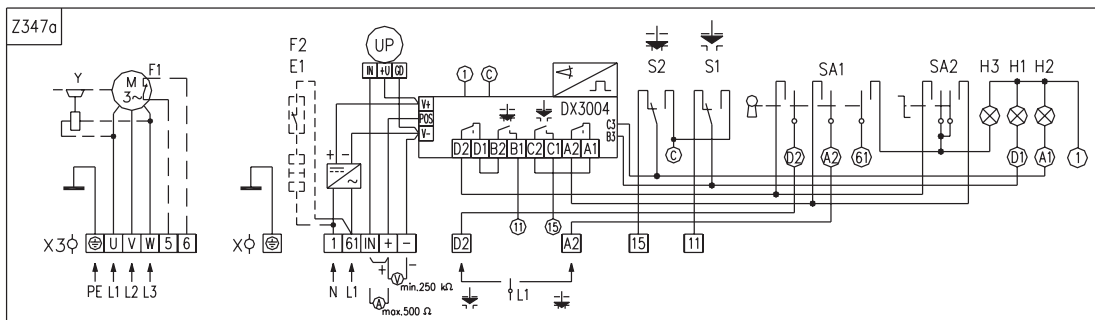 Z347a
Y
M
3~
F1
F2
E1
UP
IN +U GD
1
C
V+
POS
V-
DX3004
C3
B3
D2 D1 B2 B1 C2 C1 A2 A1
S2
S1
SA1
SA2
H3 H1 H2
C
D2 A2 61
D1 A1 1
+ -
11
15
X3
U V W 5 6
PE L1 L2 L3
X
1 61 IN + -
N L1
+ -
V
min.250 kΩ
A
max.500 Ω
D2
A2
L1
15
11